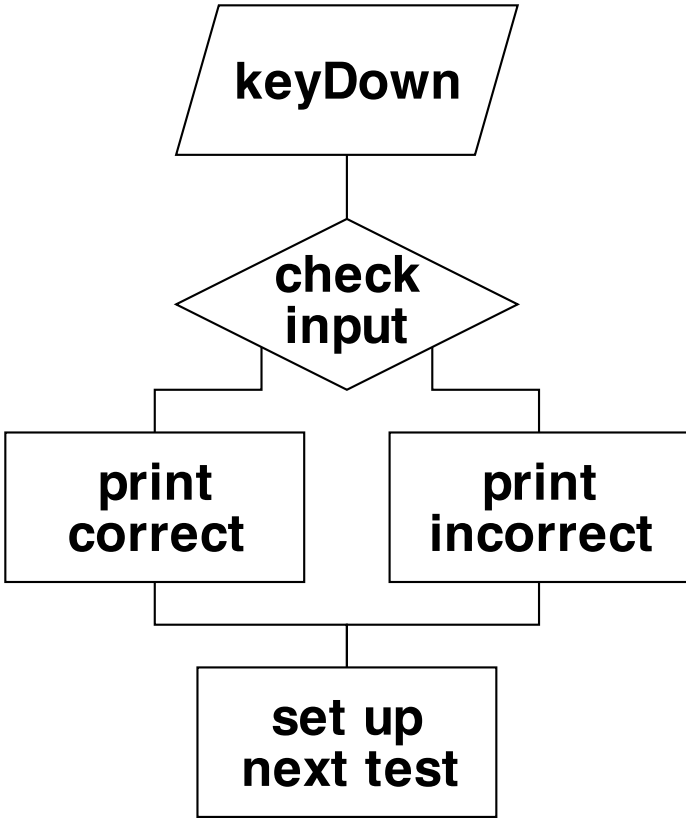 keyDown
check
input
print
correct
print
incorrect
set up
next test